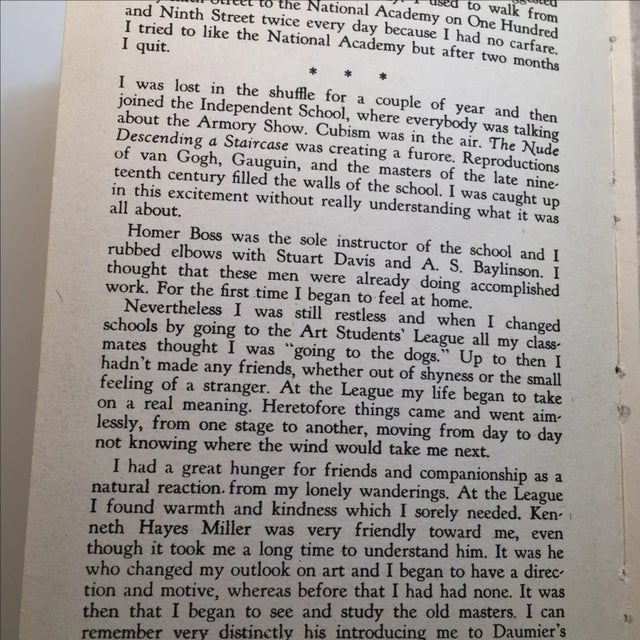 used to walk from
Street to the National Academy on One Hundred
and Ninth Street twice every day because I had no carfare.
I tried to like the National Academy but after two months
I quit.
* * *
I was lost in the shuffle for a couple of year and then
joined the Independent School, where everybody was talking
about the Armory Show. Cubism was in the air. The Nude
Descending a Staircase was creating a furore. Reproductions
of van Gogh, Gauguin, and the masters of the late nine-
teenth century filled the walls of the school. I was caught up
in this excitement without really understanding what it was
all about.
Homer Boss was the sole instructor of the school and I
rubbed elbows with Stuart Davis and A. S. Baylinson. I
thought that these men were already doing accomplished
work. For the first time I began to feel at home.
Nevertheless I was still restless and when I changed
schools by going to the Art Students' League all my class-
mates thought I was "going to the dogs." Up to then I
hadn't made any friends, whether out of shyness or the small
feeling of a stranger. At the League my life began to take
on a real meaning. Heretofore things came and went aim-
lessly, from one stage to another, moving from day to day
not knowing where the wind would take me next.
I had a great hunger for friends and companionship as a
natural reaction from my lonely wanderings. At the League
I found warmth and kindness which I sorely needed. Ken-
neth Hayes Miller was very friendly toward me, even
though it took me a long time to understand him. It was he
who changed my outlook on art and I began to have a direc-
tion and motive, whereas before that I had had none. It was
then that I began to see and study the old masters. I can
remember very distinctly his introducing me to Daumier's